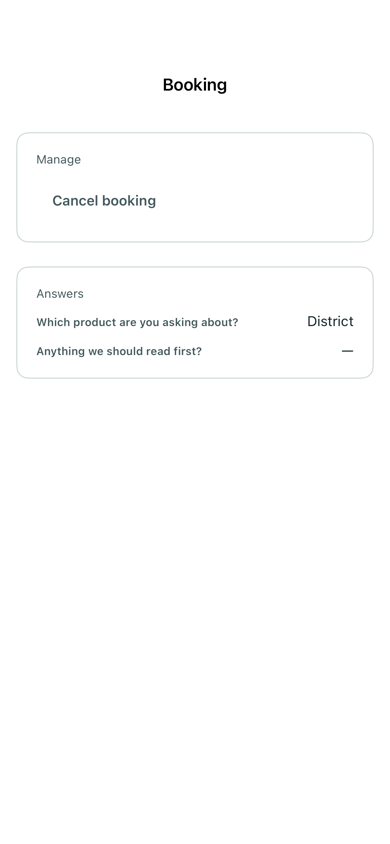 Booking
Manage
Cancel booking
Answers
Which product are you asking about? District
Anything we should read first? —